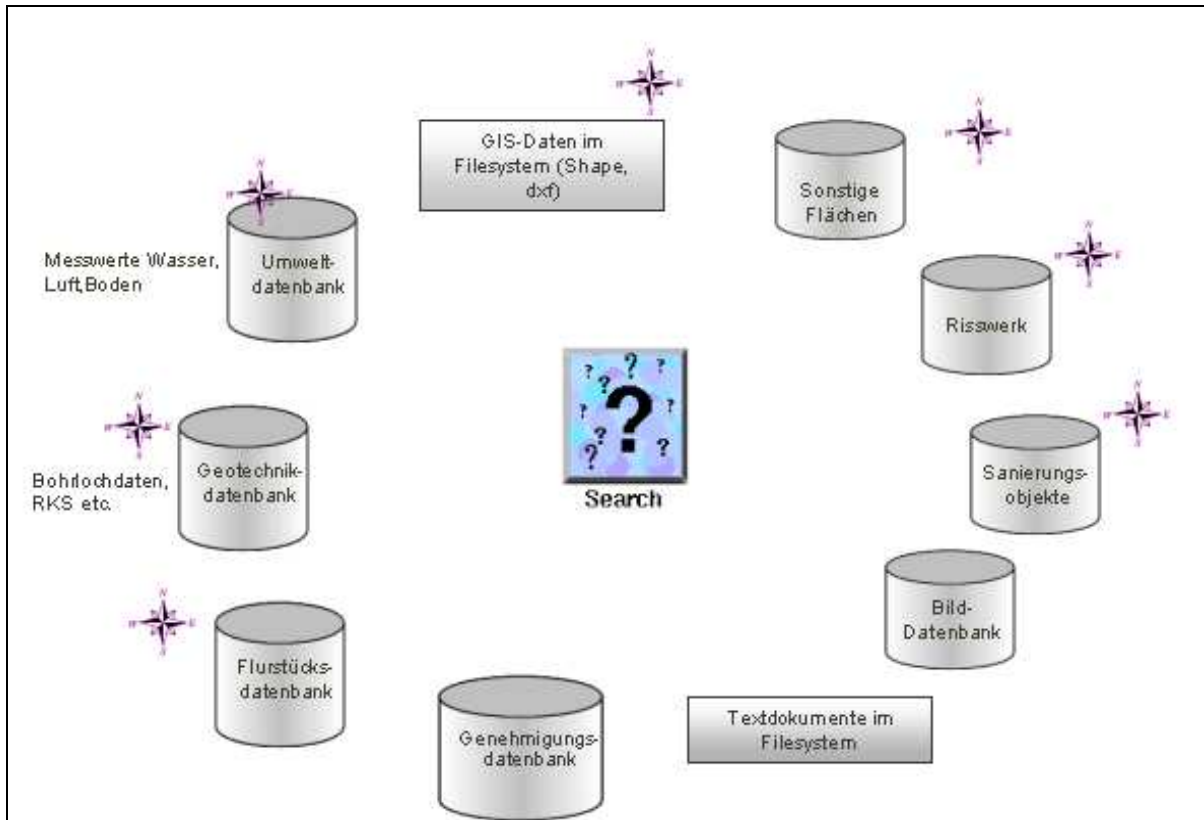 N
W E
S
GIS-Daten im
Filesystem (Shape,
dxf)
N
W E
S
Sonstige
Flächen
N
W E
S
Messwerte Wasser,
Luft,Boden
Umwelt-
datenbank
N
W E
S
Risswerk
? ? ? ? ? ? ? ? ? ? ?
Search
N
W E
S
Bohrlochdaten,
RKS etc.
Geotechnik-
datenbank
N
W E
S
Sanierungs-
objekte
N
W E
S
Flurstücks-
datenbank
Bild-
Datenbank
Genehmigungs-
datenbank
Textdokumente im
Filesystem